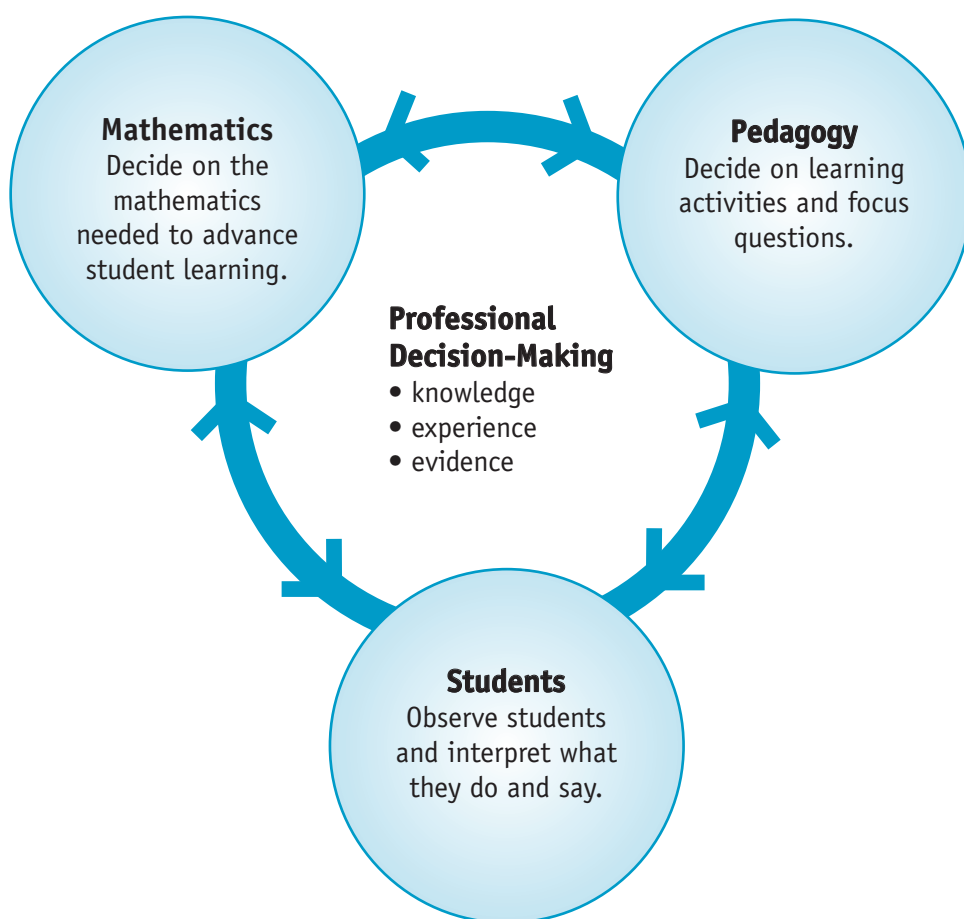 Mathematics
Decide on the
mathematics
needed to advance
student learning.
Pedagogy
Decide on learning
activities and focus
questions.
Professional
Decision-Making
• knowledge
• experience
• evidence
Students
Observe students
and interpret what
they do and say.